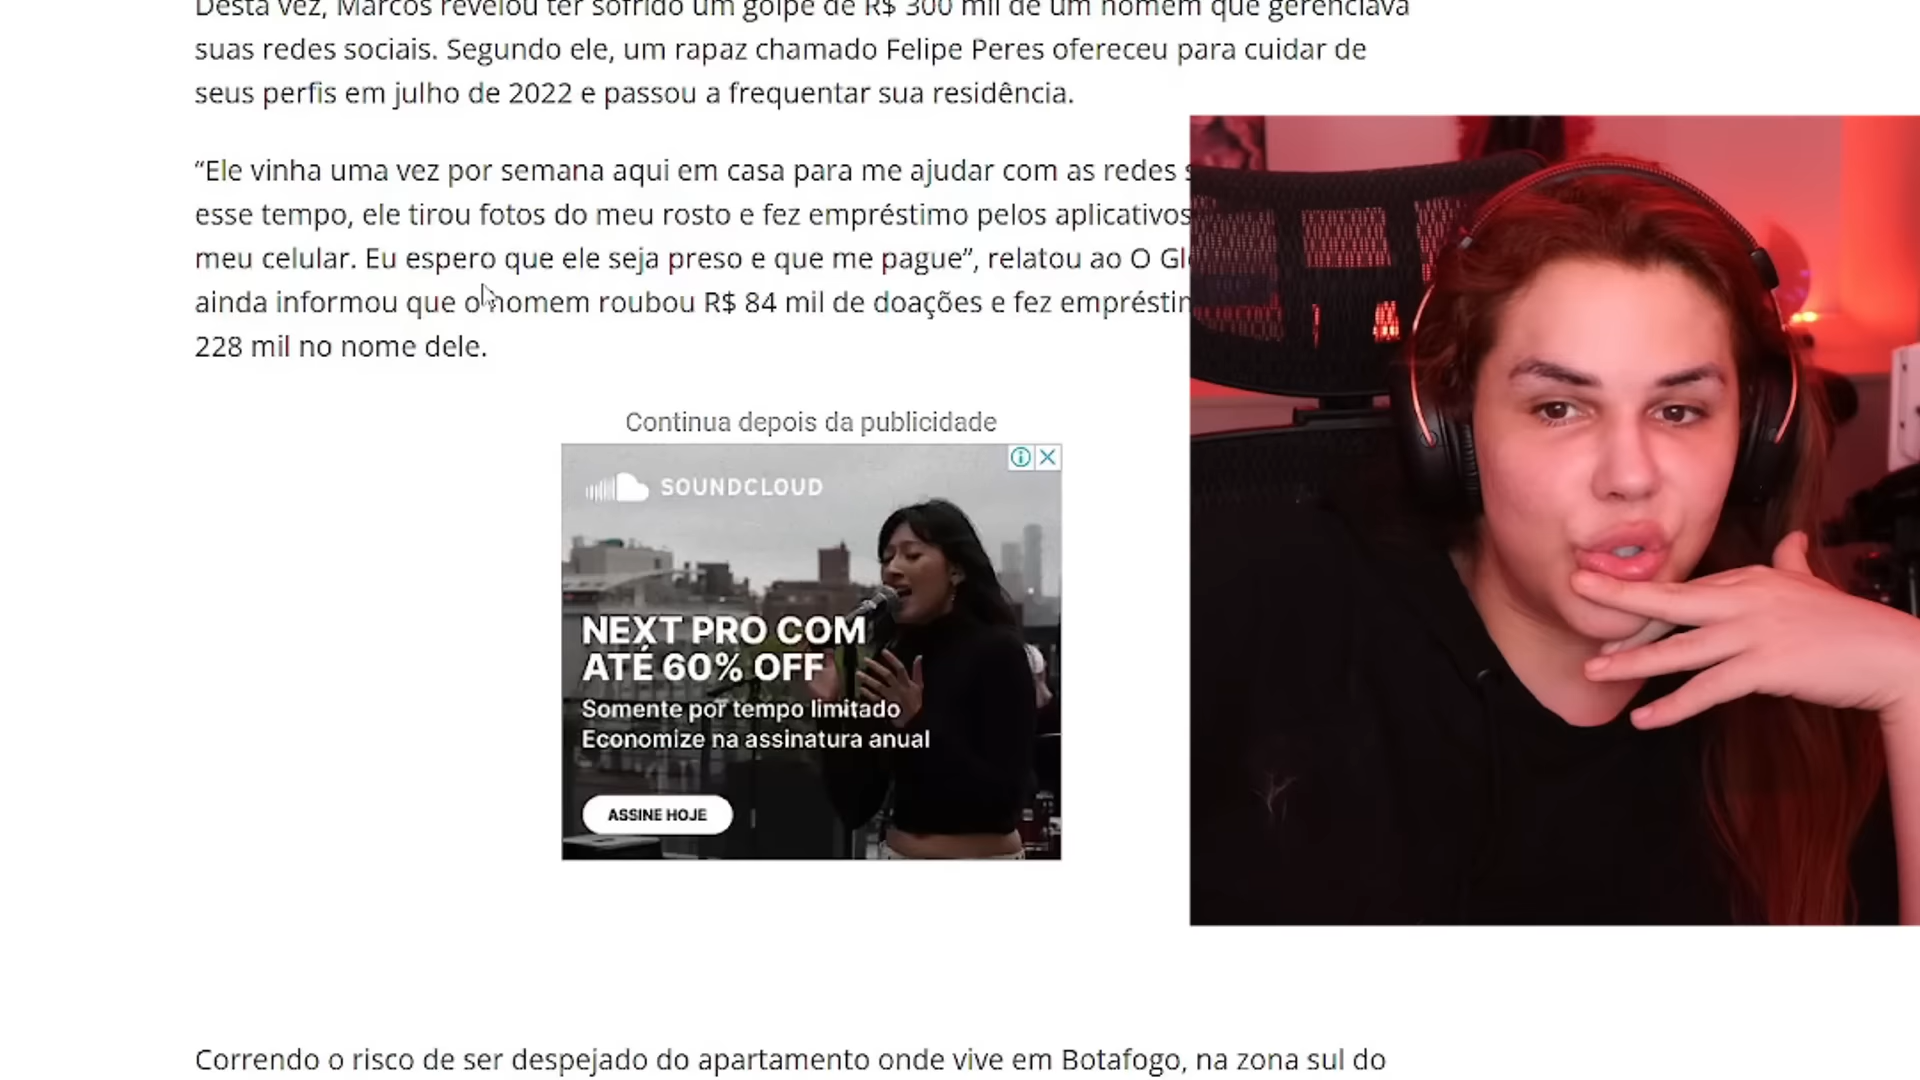 Desta vez, Marcos revelou ter sofrido um golpe de R$ 300 mil de um homem que gerenciava
suas redes sociais. Segundo ele, um rapaz chamado Felipe Peres ofereceu para cuidar de
seus perfis em julho de 2022 e passou a frequentar sua residência.
“Ele vinha uma vez por semana aqui em casa para me ajudar com as redes
esse tempo, ele tirou fotos do meu rosto e fez empréstimo pelos aplicativos
meu celular. Eu espero que ele seja preso e que me pague”, relatou ao O
ainda informou que o homem roubou R$ 84 mil de doações e fez
228 mil no nome dele.
Continua depois da publicidade
SOUNDCLOUD
NEXT PRO COM
ATÉ 60% OFF
Somente por tempo limitado
Economize na assinatura anual
ASSINE HOJE
Correndo o risco de ser despejado do apartamento onde vive em Botafogo, na zona sul do